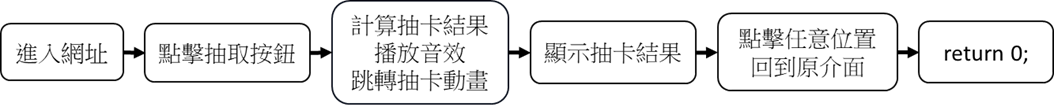 進入網址
點擊抽取按鈕
計算抽卡結果
播放音效
跳轉抽卡動畫
顯示抽卡結果
點擊任意位置
回到原介面
return 0;